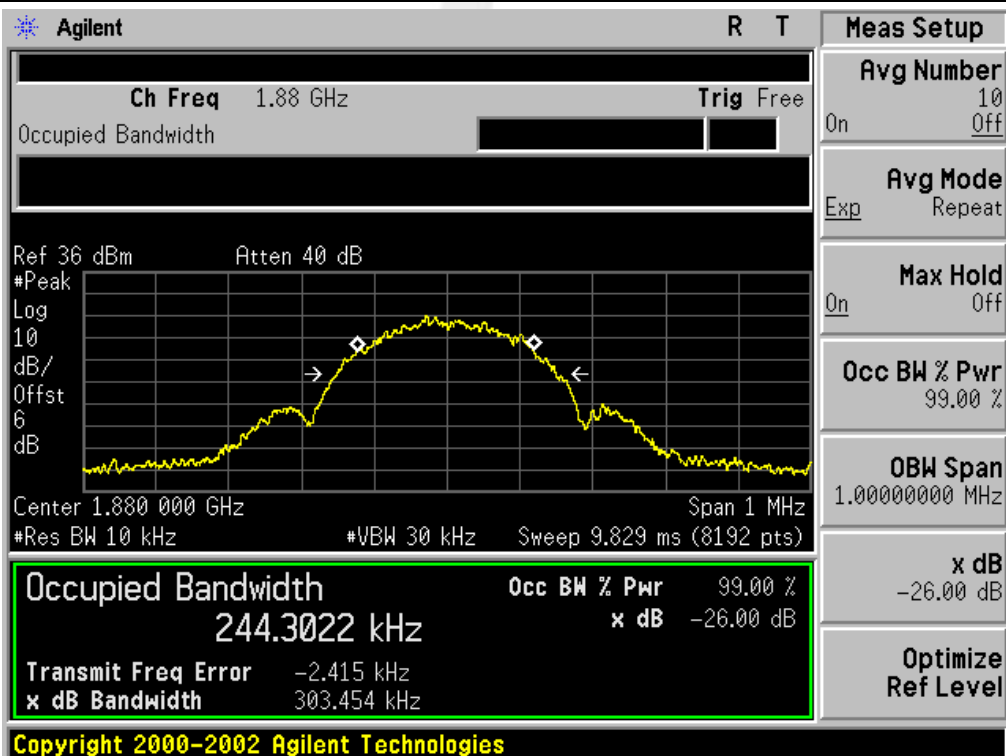 Agilent R T
Ch Freq 1.88 GHz Trig Free
Occupied Bandwidth
Ref 36 dBm Atten 40 dB
#Peak
Log
10
dB/
Offst
6
dB
Center 1.880 000 GHz Span 1 MHz
#Res BW 10 kHz #VBW 30 kHz Sweep 9.829 ms (8192 pts)
Occupied Bandwidth Occ BW % Pwr 99.00 %
244.3022 kHz x dB -26.00 dB
Transmit Freq Error -2.415 kHz
x dB Bandwidth 303.454 kHz
Copyright 2000-2002 Agilent Technologies
Meas Setup
Avg Number
10
On Off
Avg Mode
Exp Repeat
Max Hold
On Off
Occ BW % Pwr
99.00 %
OBW Span
1.00000000 MHz
x dB
-26.00 dB
Optimize
Ref Level